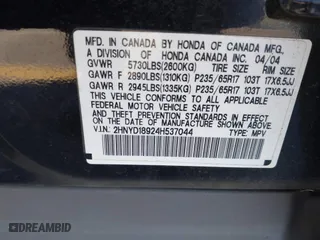 MFD. IN CANADA BY HONDA OF CANADA MFG.
A DIVISION OF HONDA CANADA INC. 04/04
GVWR 5730LBS(2600KG) TIRE SIZE RIM SIZE
GAWR F 2890LBS(1310KG) P235/65R17 103T 17X6.5JJ
GAWR R 2945LBS(1335KG) P235/65R17 103T 17X6.5JJ
THIS VEHICLE CONFORMS TO ALL APPLICABLE
FEDERAL MOTOR VEHICLE SAFETY AND
THEFT PREVENTION STANDARDS IN EFFECT ON
THE DATE OF MANUFACTURE SHOWN ABOVE.
V.I.N.: 2HNYD18924H537044 TYPE: MPV
DREAMBID